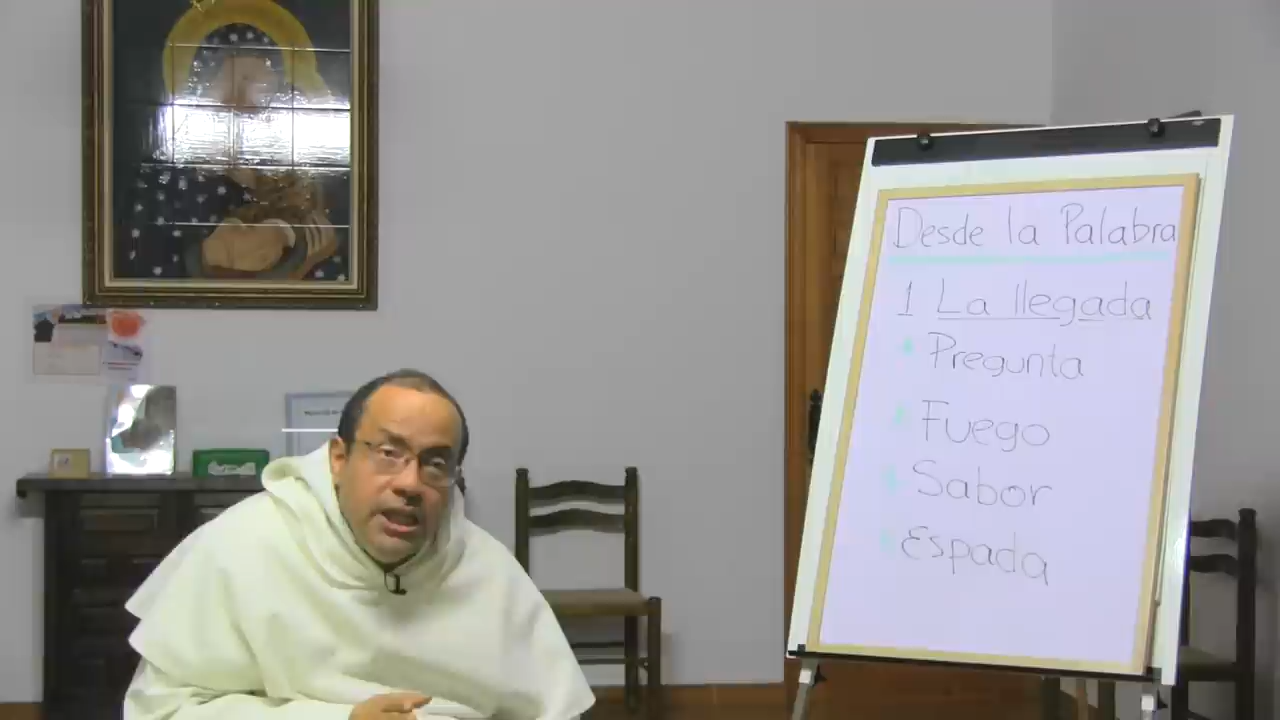 Desde la Palabra
1 La llegada
Pregunta
Fuego
Sabor
Espada